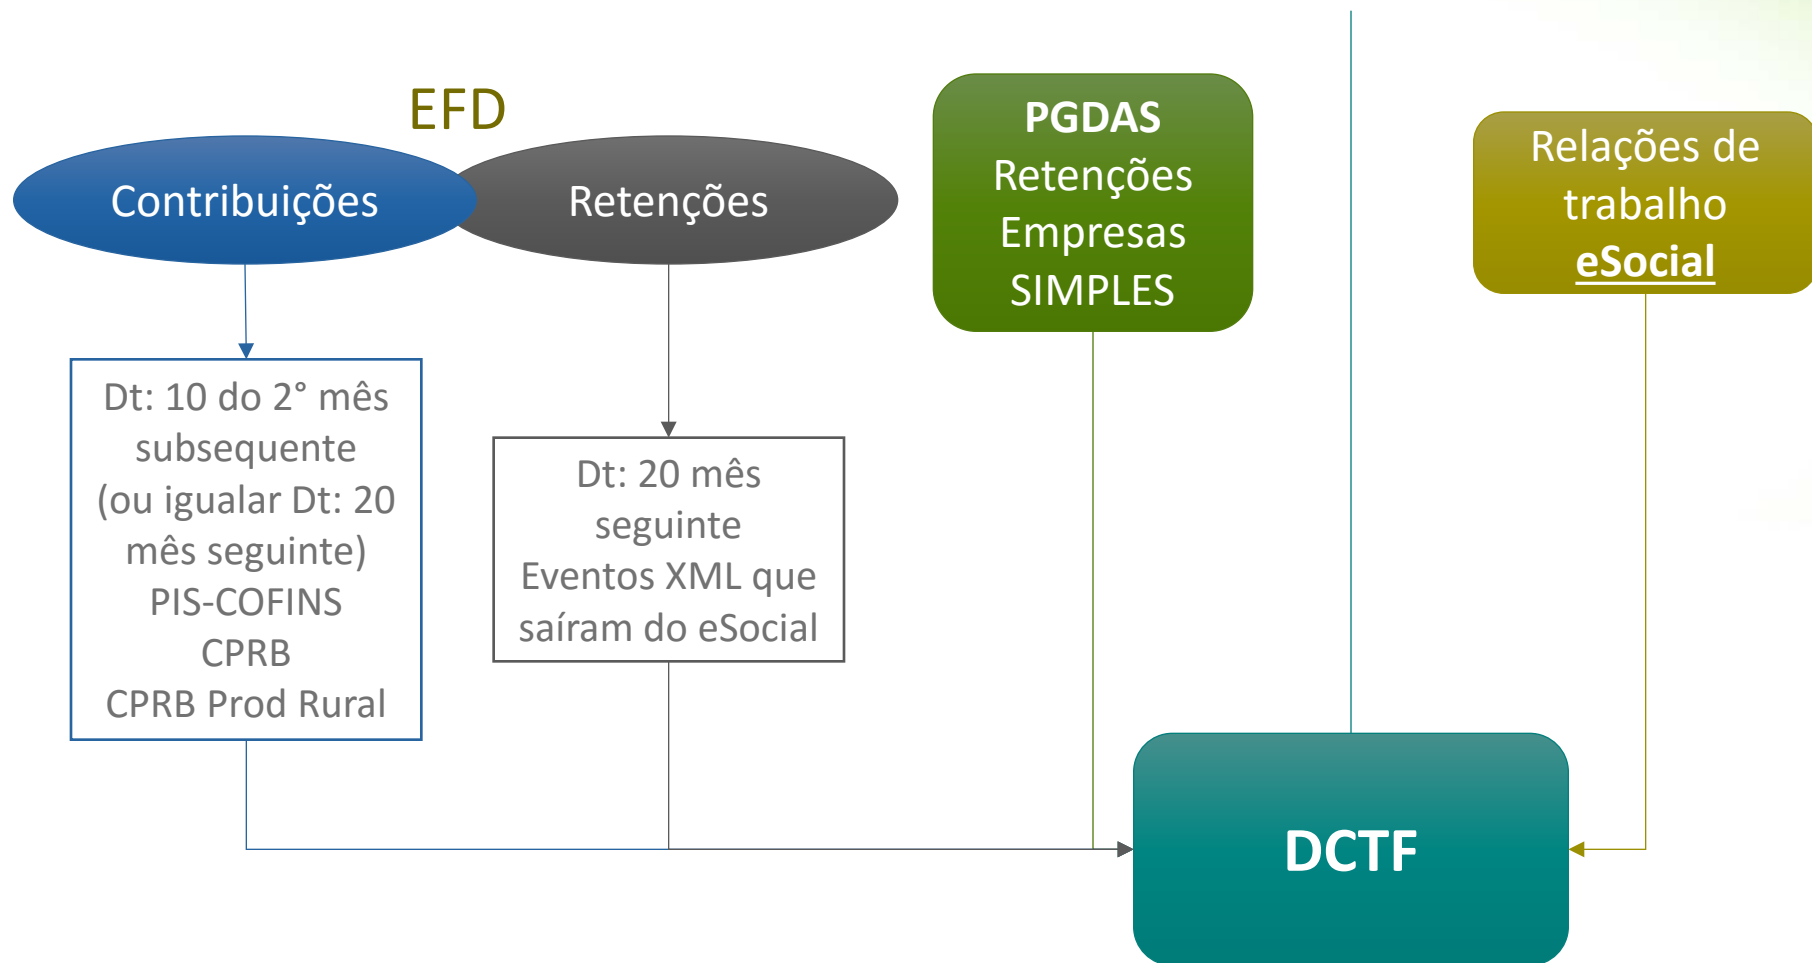 EFD
Contribuições
Retenções
PGDAS
Retenções
Empresas
SIMPLES
Relações de
trabalho
eSocial
Dt: 10 do 2° mês
subsequente
(ou igualar Dt: 20
mês seguinte)
PIS-COFINS
CPRB
CPRB Prod Rural
Dt: 20 mês
seguinte
Eventos XML que
saíram do eSocial
DCTF